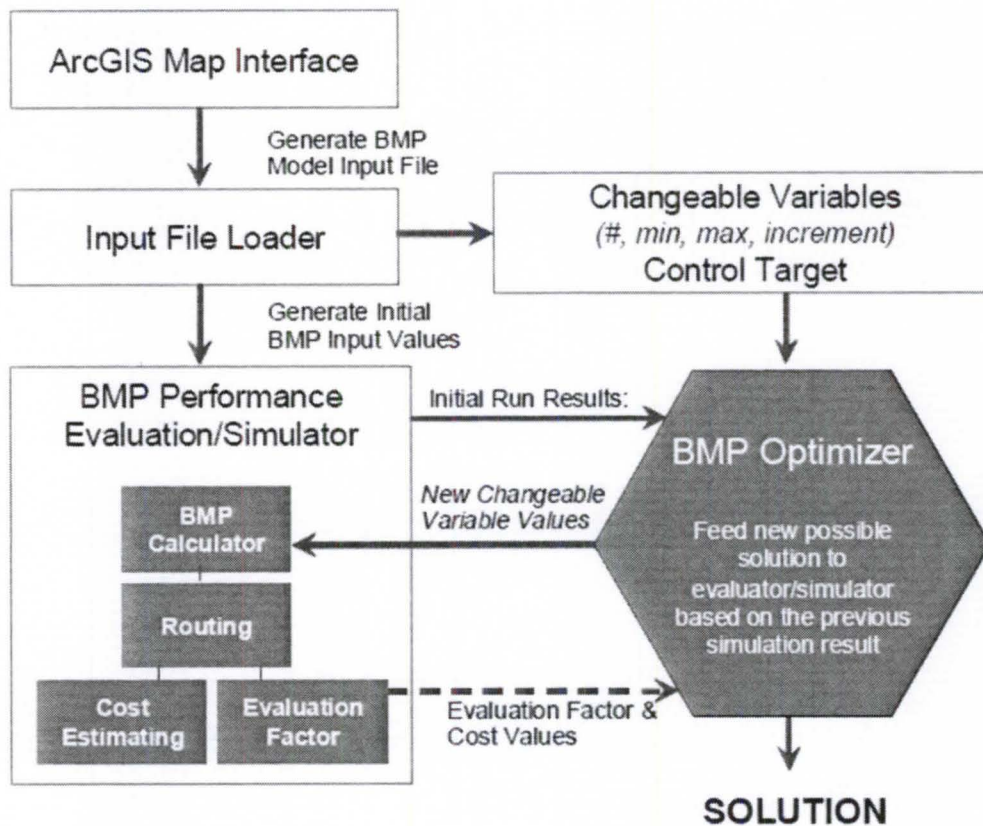 ArcGIS Map Interface
Generate BMP
Model Input File
Input File Loader
Changeable Variables
(#, min, max, increment)
Control Target
Generate Initial
BMP Input Values
BMP Performance
Evaluation/Simulator
Initial Run Results:
BMP Optimizer
New Changeable
Variable Values
Feed new possible
solution to
evaluator/simulator
based on the previous
simulation result
BMP
Calculator
Routing
Cost
Estimating
Evaluation
Factor
Evaluation Factor &
Cost Values
SOLUTION